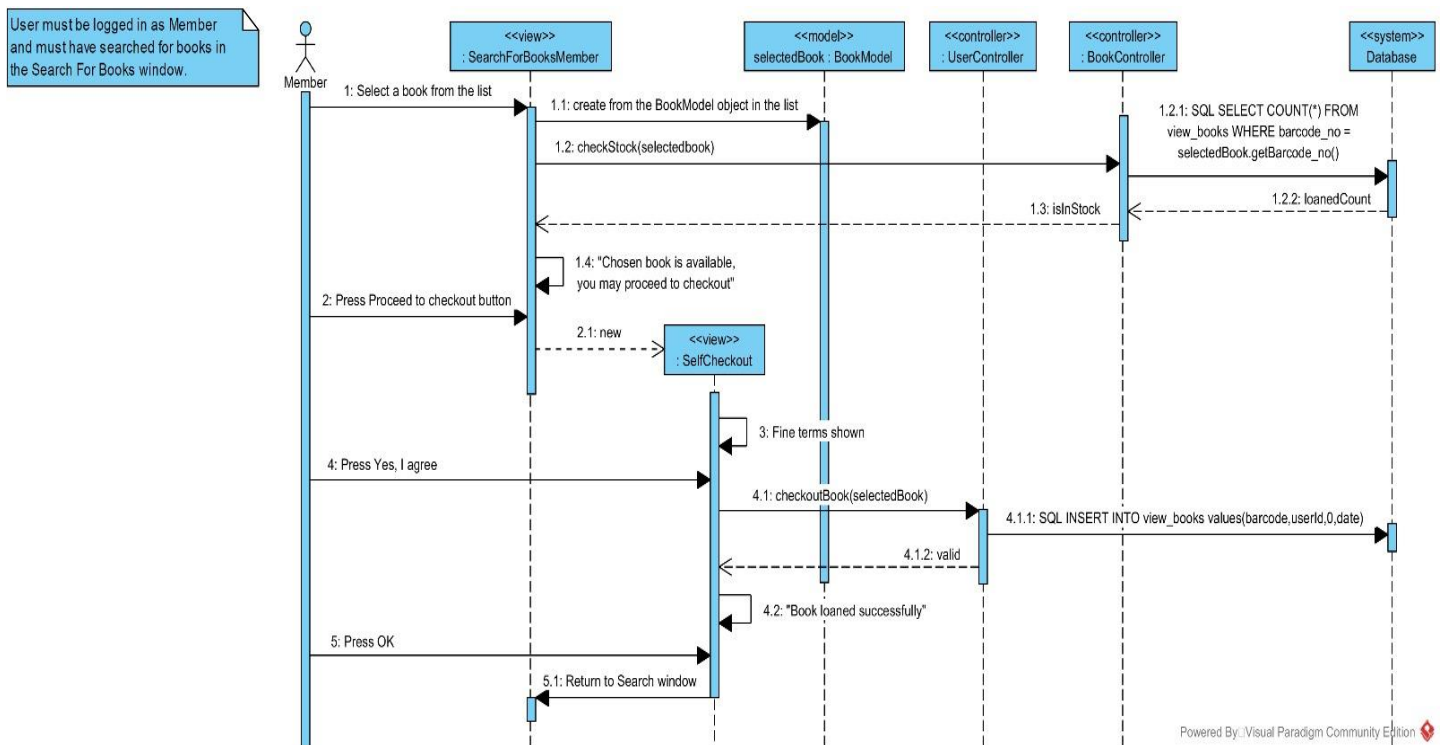 User must be logged in as Member
and must have searched for books in
the Search For Books window.
Member
<<view>>
: SearchForBooksMember
<<model>>
selectedBook : BookModel
<<controller>>
: UserController
<<controller>>
: BookController
<<system>>
Database
1: Select a book from the list
1.1: create from the BookModel object in the list
1.2: checkStock(selectedbook)
1.2.1: SQL SELECT COUNT(*) FROM
view_books WHERE barcode_no =
selectedBook.getBarcode_no()
1.2.2: loanedCount
1.3: isInStock
1.4: "Chosen book is available,
you may proceed to checkout"
2: Press Proceed to checkout button
2.1: new
<<view>>
: SelfCheckout
3: Fine terms shown
4: Press Yes, I agree
4.1: checkoutBook(selectedBook)
4.1.1: SQL INSERT INTO view_books values(barcode,userId,0,date)
4.1.2: valid
4.2: "Book loaned successfully"
5: Press OK
5.1: Return to Search window
Powered By Visual Paradigm Community Edition